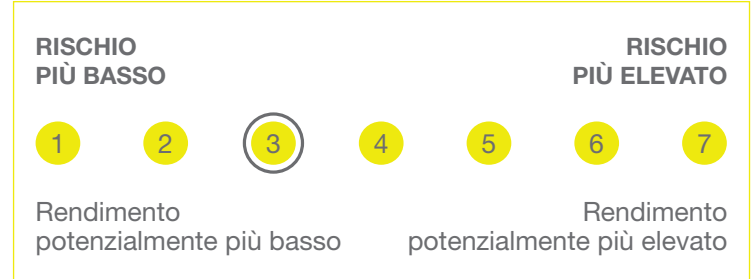 RISCHIO
PIÙ BASSO
RISCHIO
PIÙ ELEVATO
1 2 3 4 5 6 7
Rendimento
potenzialmente più basso
Rendimento
potenzialmente più elevato